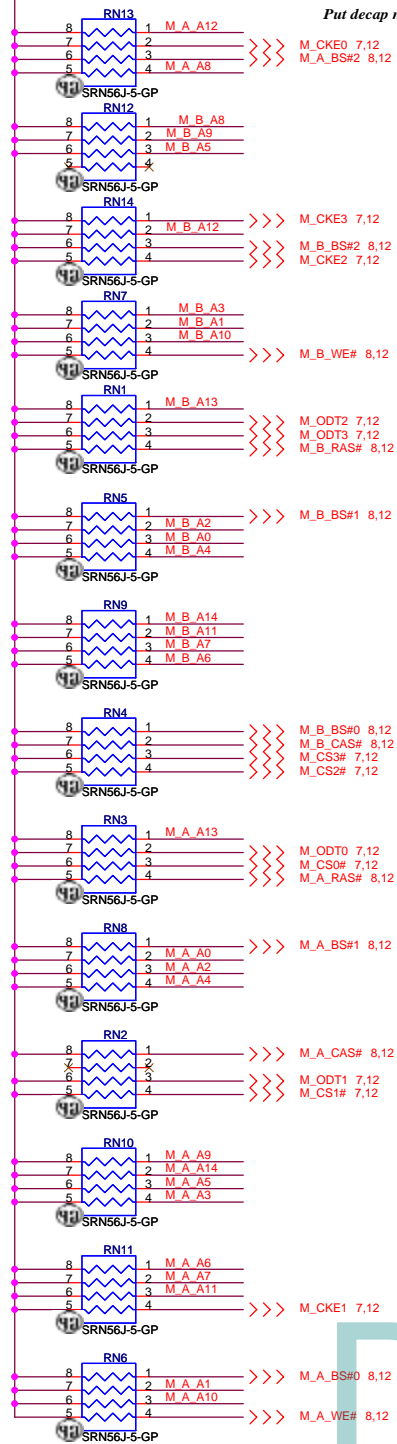 Put decap n
RN13
8 1 M_A_A12
7 2 M_CKE0 7,12
6 3 M_A_BS#2 8,12
5 4 M_A_A8
SRN56J-5-GP
RN12
8 1 M_B_A8
7 2 M_B_A9
6 3 M_B_A5
5 4
SRN56J-5-GP
RN14
8 1 M_CKE3 7,12
7 2 M_B_A12
6 3 M_B_BS#2 8,12
5 4 M_CKE2 7,12
SRN56J-5-GP
RN7
8 1 M_B_A3
7 2 M_B_A1
6 3 M_B_A10
5 4 M_B_WE# 8,12
SRN56J-5-GP
RN1
8 1 M_B_A13
7 2 M_ODT2 7,12
6 3 M_ODT3 7,12
5 4 M_B_RAS# 8,12
SRN56J-5-GP
RN5
8 1 M_B_BS#1 8,12
7 2 M_B_A2
6 3 M_B_A0
5 4 M_B_A4
SRN56J-5-GP
RN9
8 1 M_B_A14
7 2 M_B_A11
6 3 M_B_A7
5 4 M_B_A6
SRN56J-5-GP
RN4
8 1 M_B_BS#0 8,12
7 2 M_B_CAS# 8,12
6 3 M_CS3# 7,12
5 4 M_CS2# 7,12
SRN56J-5-GP
RN3
8 1 M_A_A13
7 2 M_ODT0 7,12
6 3 M_CS0# 7,12
5 4 M_A_RAS# 8,12
SRN56J-5-GP
RN8
8 1 M_A_BS#1 8,12
7 2 M_A_A0
6 3 M_A_A2
5 4 M_A_A4
SRN56J-5-GP
RN2
8 1 M_A_CAS# 8,12
7 2
6 3 M_ODT1 7,12
5 4 M_CS1# 7,12
SRN56J-5-GP
RN10
8 1 M_A_A9
7 2 M_A_A14
6 3 M_A_A5
5 4 M_A_A3
SRN56J-5-GP
RN11
8 1 M_A_A6
7 2 M_A_A7
6 3 M_A_A11
5 4 M_CKE1 7,12
SRN56J-5-GP
RN6
8 1 M_A_BS#0 8,12
7 2 M_A_A1
6 3 M_A_A10
5 4 M_A_WE# 8,12
SRN56J-5-GP